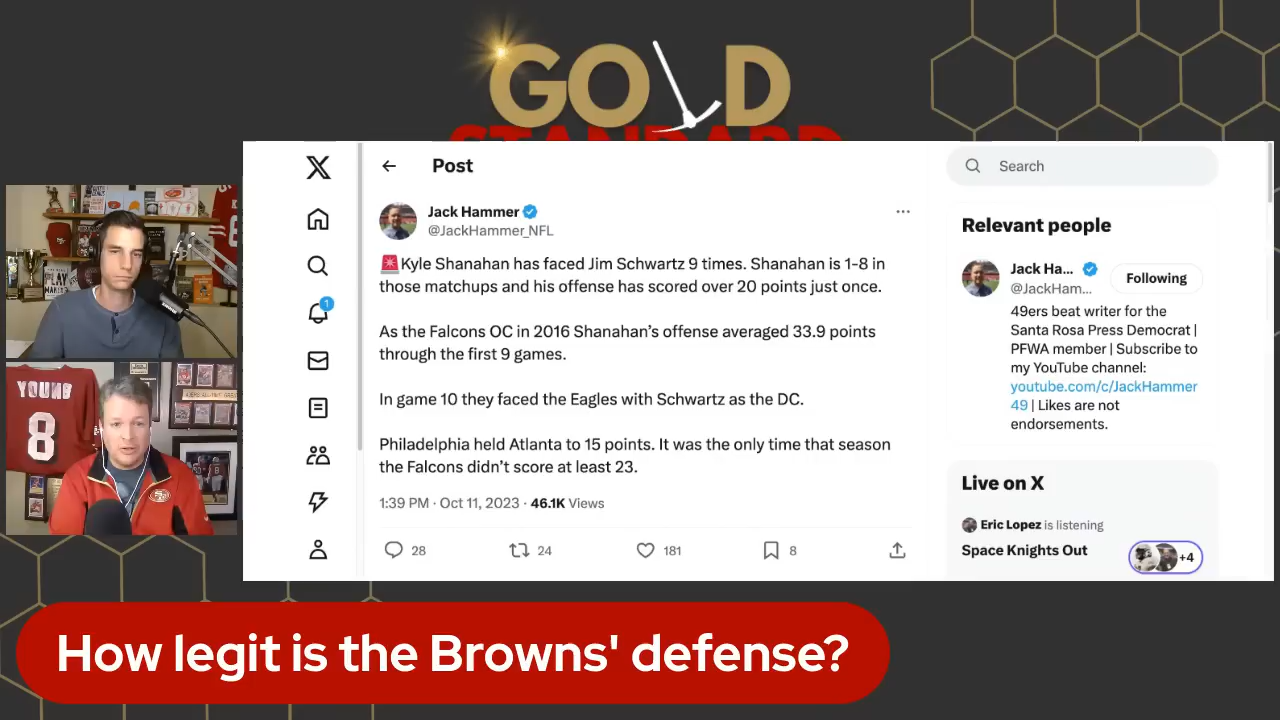 GOLD
STANDARD
Post
Search
Jack Hammer
@JackHammer_NFL
Kyle Shanahan has faced Jim Schwartz 9 times. Shanahan is 1-8 in
those matchups and his offense has scored over 20 points just once.
As the Falcons OC in 2016 Shanahan's offense averaged 33.9 points
through the first 9 games.
In game 10 they faced the Eagles with Schwartz as the DC.
Philadelphia held Atlanta to 15 points. It was the only time that season
the Falcons didn't score at least 23.
1:39 PM · Oct 11, 2023 · 46.1K Views
28
24
181
8
1
Relevant people
Jack Ha...
@JackHam...
Following
49ers beat writer for the
Santa Rosa Press Democrat |
PFWA member | Subscribe to
my YouTube channel:
youtube.com/c/JackHammer
49 | Likes are not
endorsements.
Live on X
Eric Lopez is listening
Space Knights Out
+4
YOUNG
8
How legit is the Browns' defense?